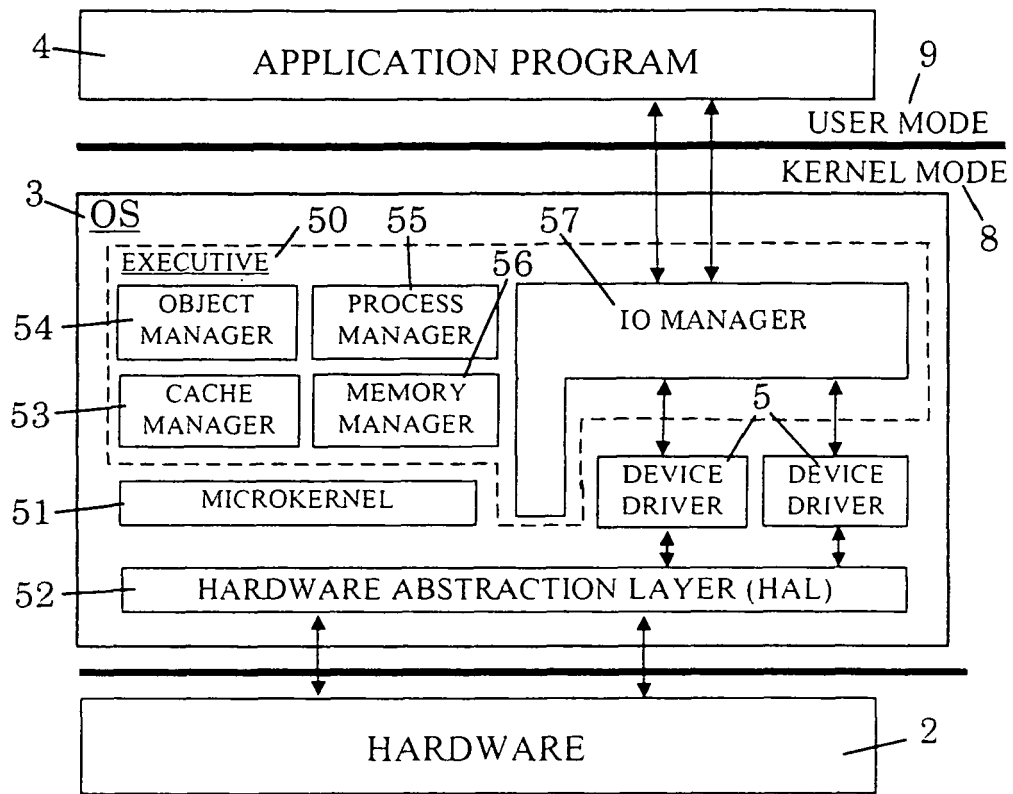 4
APPLICATION PROGRAM
9
USER MODE
KERNEL MODE
8
3
OS
50
55
57
EXECUTIVE
56
OBJECT
MANAGER
54
PROCESS
MANAGER
IO MANAGER
CACHE
MANAGER
53
MEMORY
MANAGER
5
DEVICE
DRIVER
DEVICE
DRIVER
51
MICROKERNEL
52
HARDWARE ABSTRACTION LAYER (HAL)
HARDWARE
2